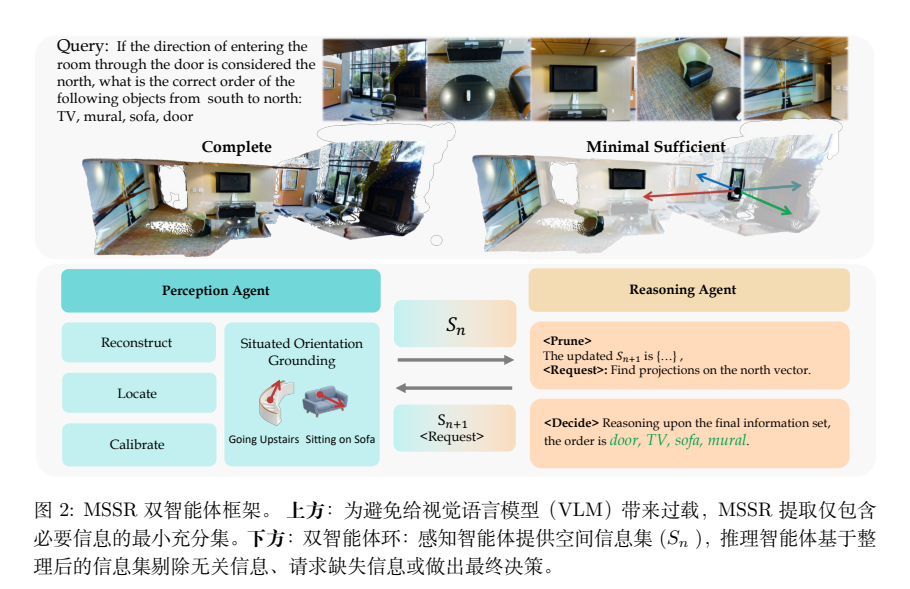 Query: If the direction of entering the
room through the door is considered the
north, what is the correct order of the
following objects from south to north:
TV, mural, sofa, door
Complete
Minimal Sufficient
Perception Agent
Reconstruct
Locate
Calibrate
Situated Orientation
Grounding
Going Upstairs Sitting on Sofa
Sₙ
Sₙ₊₁
<Request>
Reasoning Agent
<Prune>
The updated Sₙ₊₁ is {…} ,
<Request>: Find projections on the north vector.
<Decide> Reasoning upon the final information set,
the order is door, TV, sofa, mural.
图 2: MSSR 双智能体框架。上方：为避免给视觉语言模型（VLM）带来过载，MSSR 提取仅包含
必要信息的最小充分集。下方：双智能体环：感知智能体提供空间信息集 (Sₙ )，推理智能体基于整
理后的信息集剔除无关信息、请求缺失信息或做出最终决策。